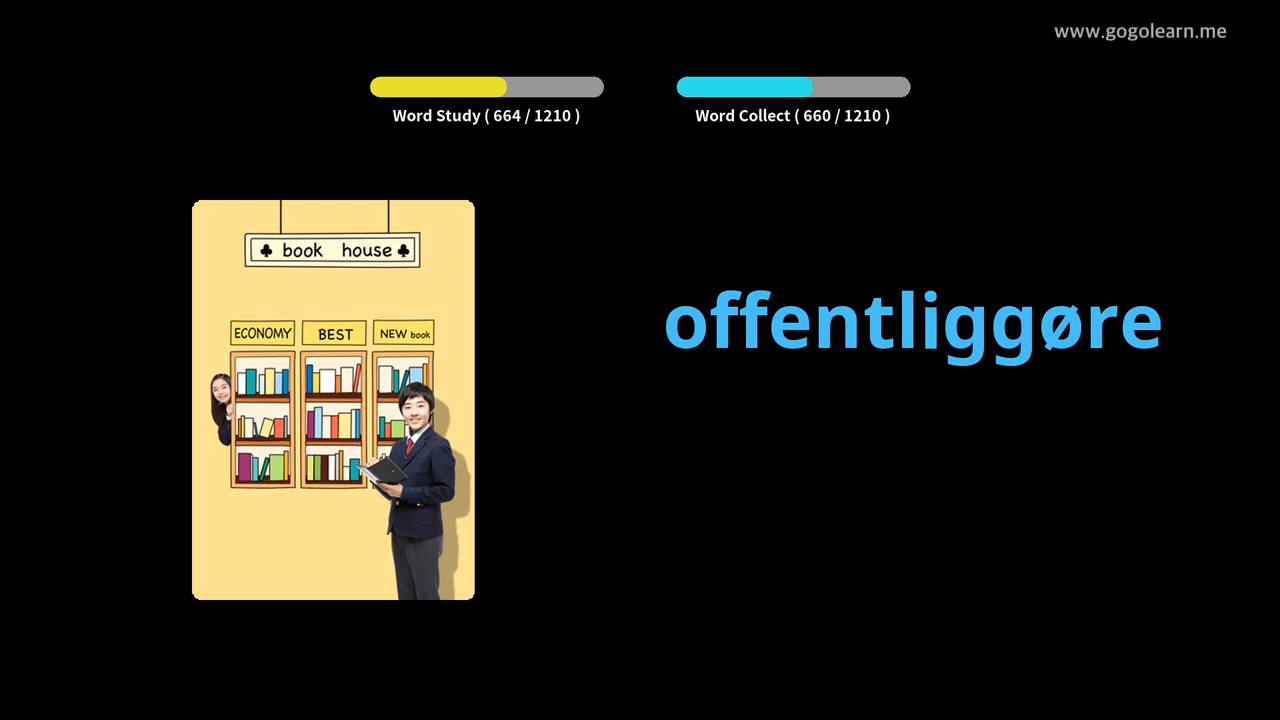 www.gogolearn.me
Word Study ( 664 / 1210 )
Word Collect ( 660 / 1210 )
♣ book house ♣
ECONOMY
BEST
NEW book
offentliggøre